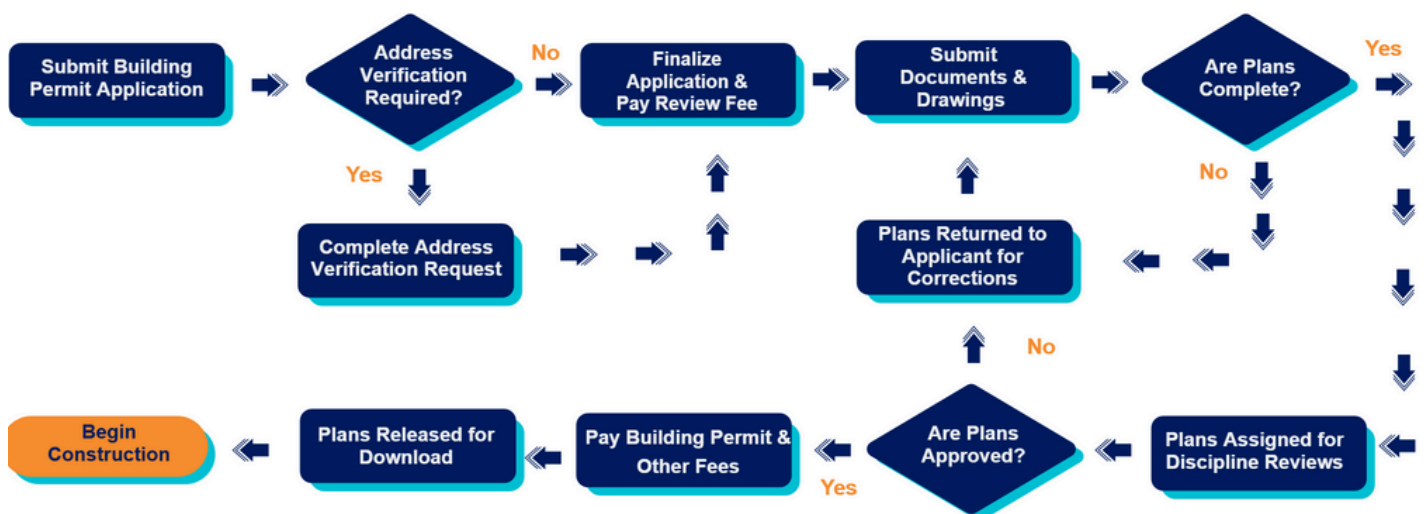 Submit Building
Permit Application
Address
Verification
Required?
No
Finalize
Application &
Pay Review Fee
Submit
Documents &
Drawings
Are Plans
Complete?
Yes
Yes
No
Complete Address
Verification Request
Plans Returned to
Applicant for
Corrections
No
Begin
Construction
Plans Released for
Download
Pay Building Permit &
Other Fees
Yes
Are Plans
Approved?
Plans Assigned for
Discipline Reviews